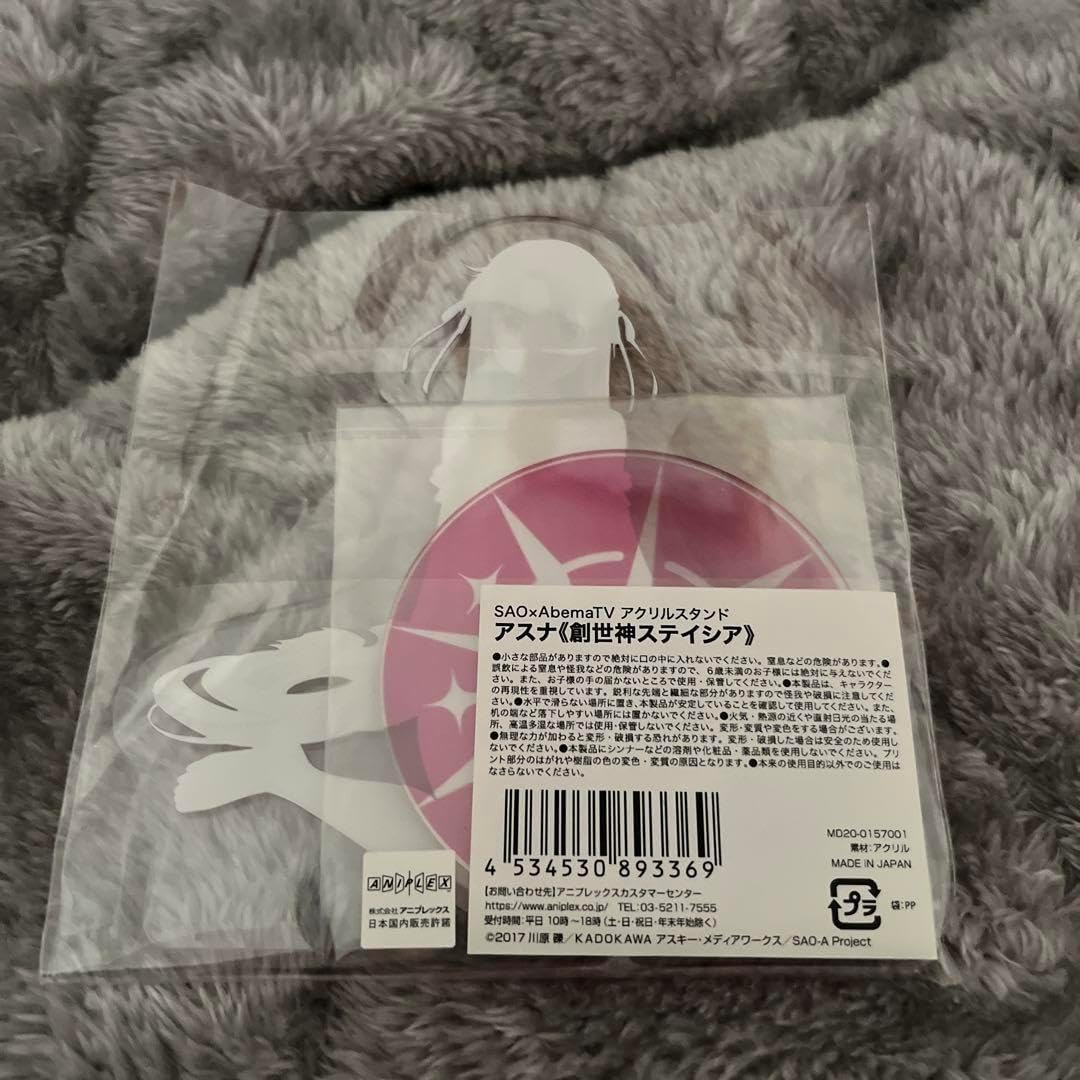 SAO×AbemaTV アクリルスタンド
アスナ《創世神ステイシア》
●小さな部品がありますので絶対に口の中に入れないでください。窒息などの危険があります。●
誤飲による窒息や怪我などの危険がありますので、6歳未満のお子様には絶対に与えないでくだ
さい。また、お子様の手の届かないところで使用・保管してください。●本製品は、キャラクター
の再現性を重視しています。鋭利な先端と繊細な部分がありますので怪我や破損に注意してくだ
さい。●水平で滑らない場所に置き、本製品が安定していることを確認して使用してください。また、
机の端など落下しやすい場所には置かないでください。●火気・熱源の近くや直射日光の当たる場
所、高温多湿な場所では使用・保管しないでください。変形・変質や変色をする場合がございます。
●無理な力が加わると変形・破損する恐れがあります。変形・破損した場合は安全のため使用し
ないでください。●本製品にシンナーなどの溶剤や化粧品・薬品類を使用しないでください。プリ
ント部分のはがれや樹脂の色の変色・変質の原因となります。●本来の使用目的以外でのご使用は
なさらないでください。
4 534530 893369
MD20-0157001
素材:アクリル
MADE IN JAPAN
プラ
袋:PP
【お問い合わせ先】アニプレックスカスタマーセンター
https://www.aniplex.co.jp/ TEL:03-5211-7555
受付時間:平日 10時～18時(土・日・祝日・年末年始除く)
©2017 川原 礫/KADOKAWA アスキー・メディアワークス/SAO-A Project
ANIPLEX
株式会社 アニプレックス
日本国内販売許諾